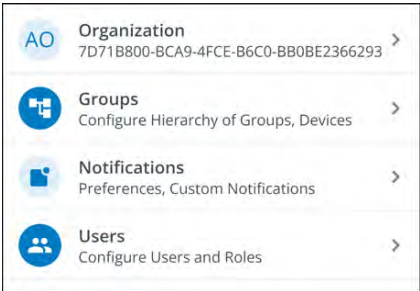 AO
Organization
7D71B800-BCA9-4FCE-B6C0-BB0BE2366293
Groups
Configure Hierarchy of Groups, Devices
Notifications
Preferences, Custom Notifications
Users
Configure Users and Roles